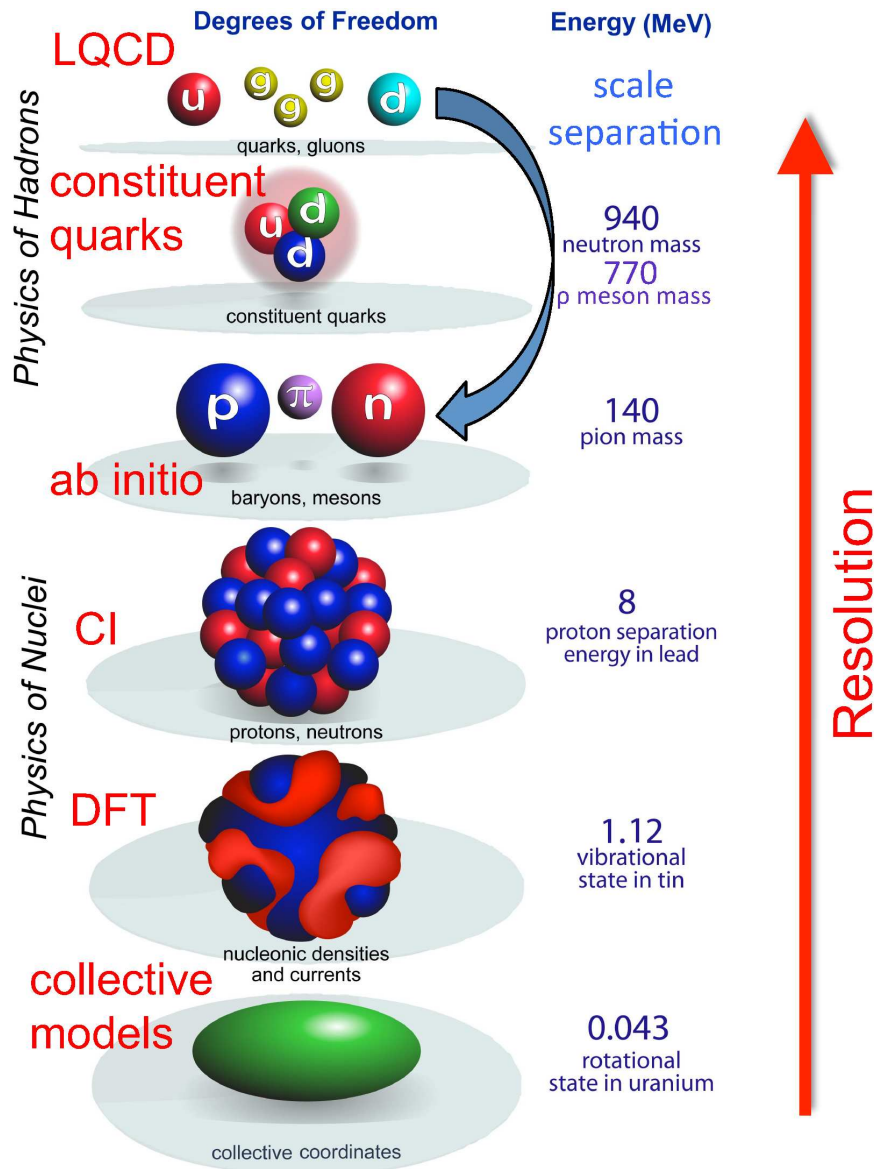 Degrees of Freedom
Energy (MeV)
LQCD
u g g g d
quarks, gluons
scale
separation
Physics of Hadrons
constituent
quarks
u d d
constituent quarks
940
neutron mass
770
ρ meson mass
p π n
baryons, mesons
140
pion mass
ab initio
Resolution
Physics of Nuclei
CI
protons, neutrons
8
proton separation
energy in lead
DFT
nucleonic densities
and currents
1.12
vibrational
state in tin
collective
models
collective coordinates
0.043
rotational
state in uranium